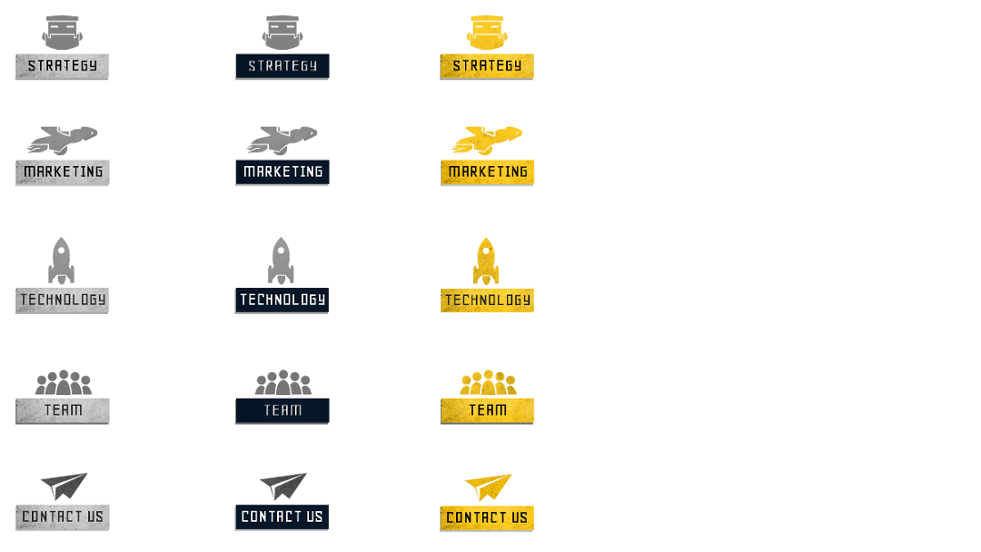 STRATEGY STRATEGY STRATEGY
MARKETING MARKETING MARKETING
TECHNOLOGY TECHNOLOGY TECHNOLOGY
TEAM TEAM TEAM
CONTACT US CONTACT US CONTACT US